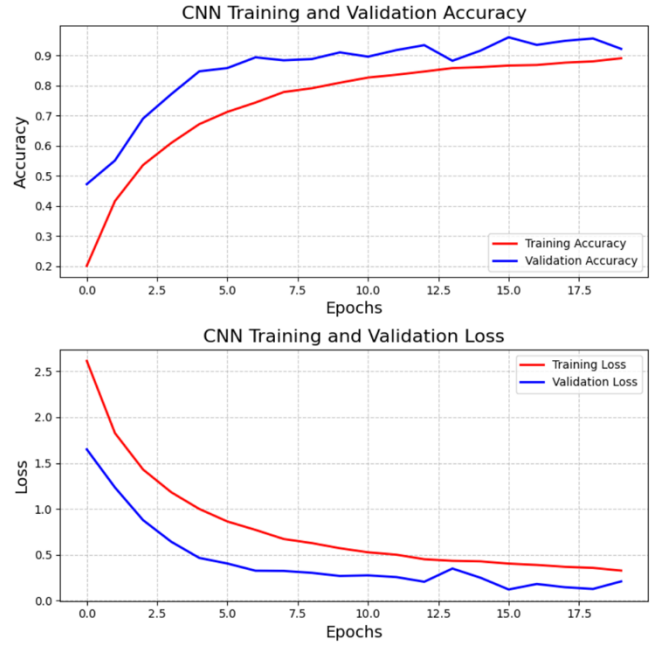 CNN Training and Validation Accuracy
Accuracy
0.9
0.8
0.7
0.6
0.5
0.4
0.3
0.2
Training Accuracy
Validation Accuracy
0.0 2.5 5.0 7.5 10.0 12.5 15.0 17.5
Epochs
CNN Training and Validation Loss
Loss
2.5
2.0
1.5
1.0
0.5
0.0
Training Loss
Validation Loss
0.0 2.5 5.0 7.5 10.0 12.5 15.0 17.5
Epochs